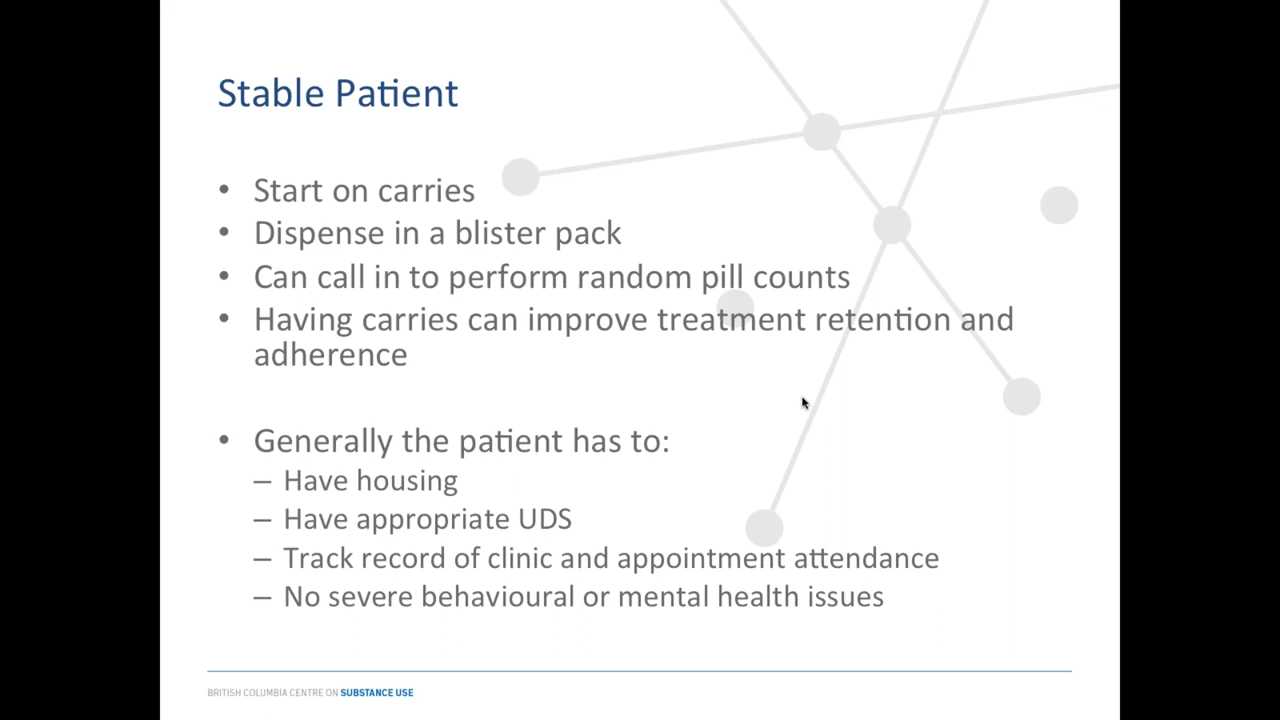 Stable Patient
• Start on carries
• Dispense in a blister pack
• Can call in to perform random pill counts
• Having carries can improve treatment retention and
adherence
• Generally the patient has to:
– Have housing
– Have appropriate UDS
– Track record of clinic and appointment attendance
– No severe behavioural or mental health issues
BRITISH COLUMBIA CENTRE ON SUBSTANCE USE